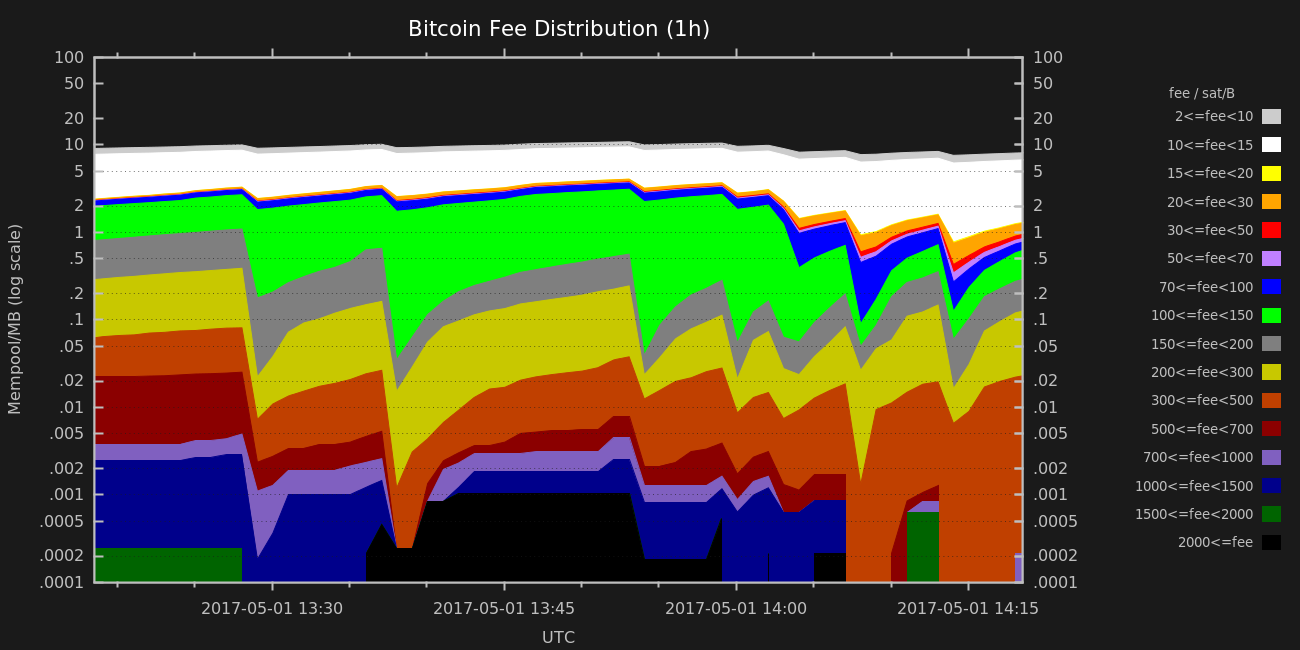 Bitcoin Fee Distribution (1h)
100 100
50 50
20 20
10 10
5 5
2 2
1 1
.5 .5
.2 .2
.1 .1
.05 .05
.02 .02
.01 .01
.005 .005
.002 .002
.001 .001
.0005 .0005
.0002 .0002
.0001 .0001
Mempool/MB (log scale)
2017-05-01 13:30 2017-05-01 13:45 2017-05-01 14:00 2017-05-01 14:15
UTC
fee / sat/B
2<=fee<10
10<=fee<15
15<=fee<20
20<=fee<30
30<=fee<50
50<=fee<70
70<=fee<100
100<=fee<150
150<=fee<200
200<=fee<300
300<=fee<500
500<=fee<700
700<=fee<1000
1000<=fee<1500
1500<=fee<2000
2000<=fee